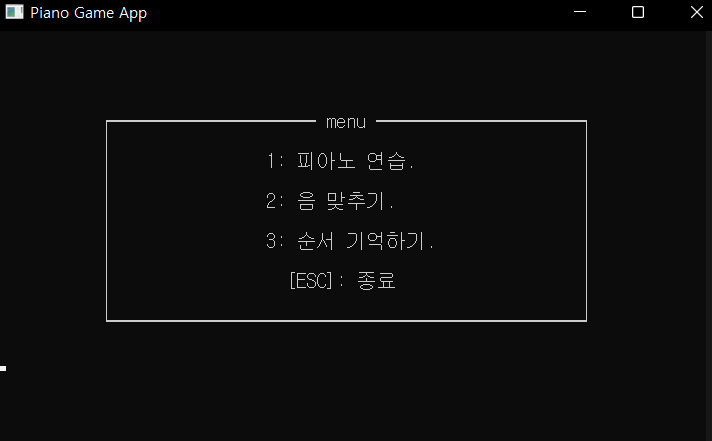 Piano Game App
menu
1: 피아노 연습.
2: 음 맞추기.
3: 순서 기억하기.
[ESC]: 종료